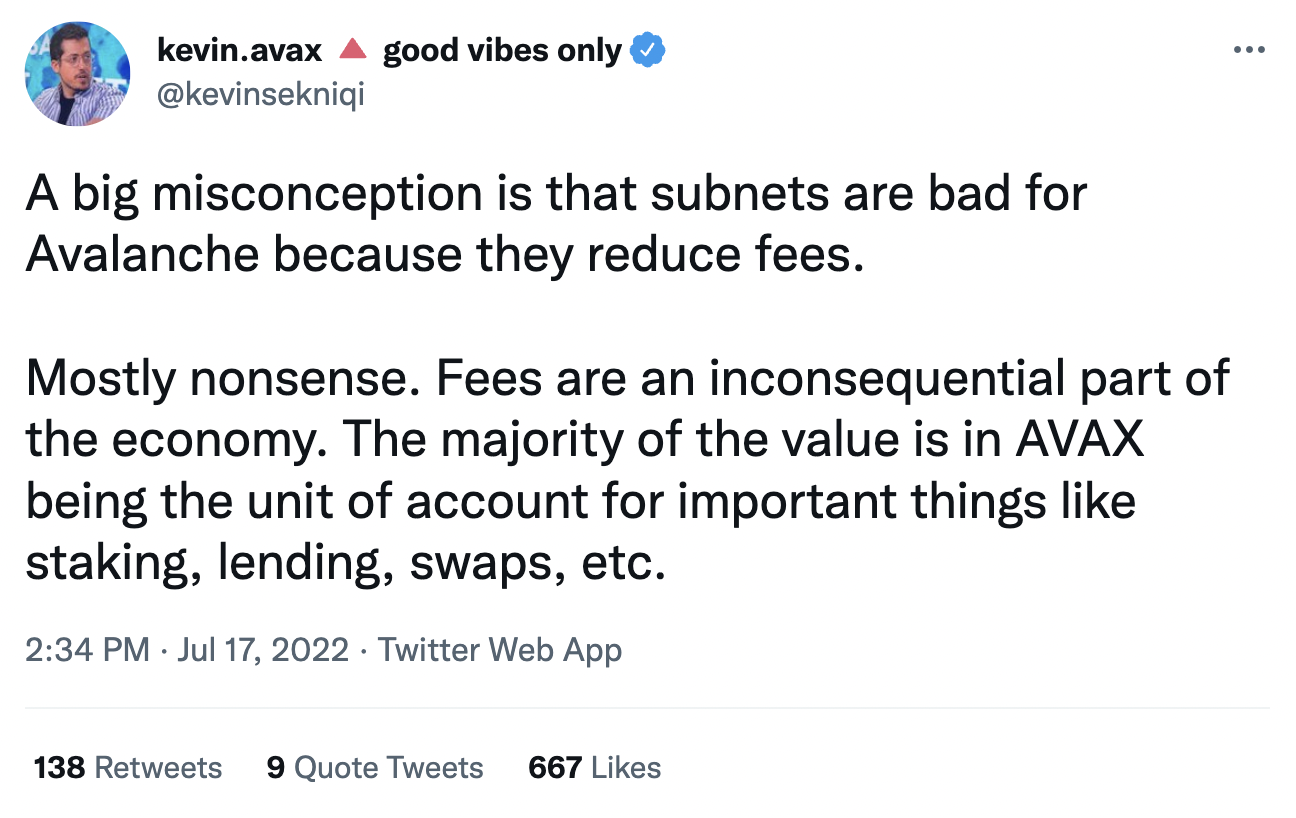 kevin.avax 🔺 good vibes only
@kevinsekniqi
A big misconception is that subnets are bad for
Avalanche because they reduce fees.
Mostly nonsense. Fees are an inconsequential part of
the economy. The majority of the value is in AVAX
being the unit of account for important things like
staking, lending, swaps, etc.
2:34 PM · Jul 17, 2022 · Twitter Web App
138 Retweets 9 Quote Tweets 667 Likes